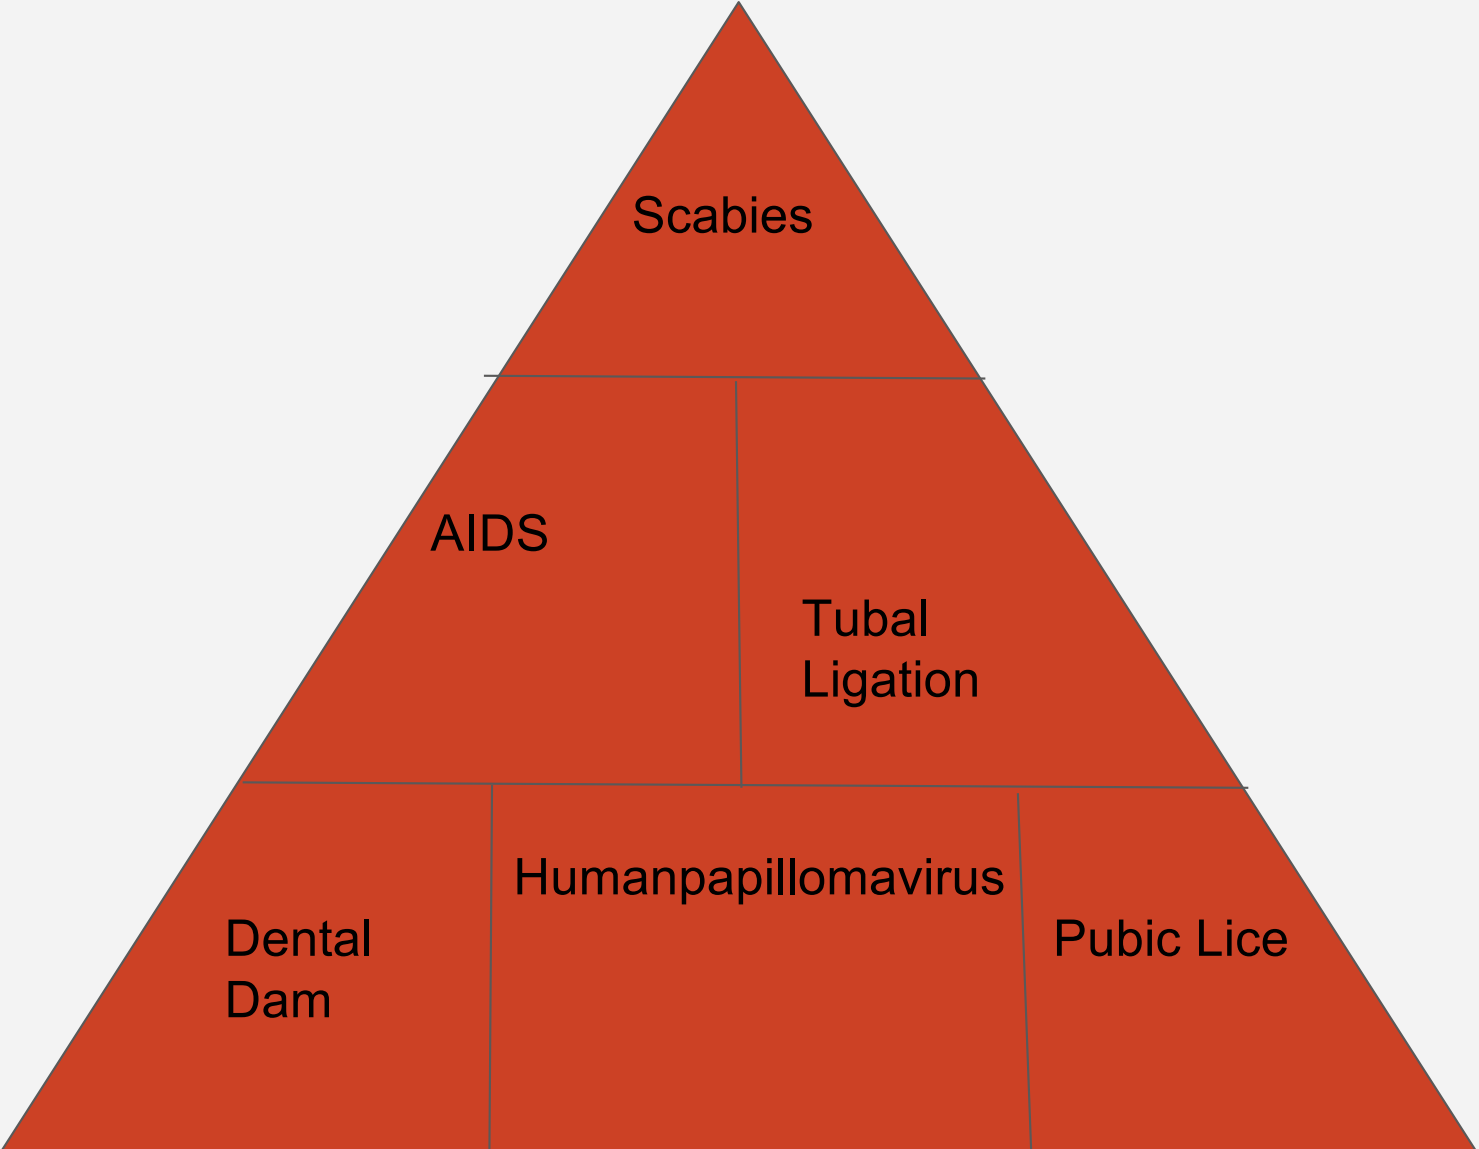 Scabies
AIDS
Tubal
Ligation
Dental
Dam
Humanpapillomavirus
Pubic Lice